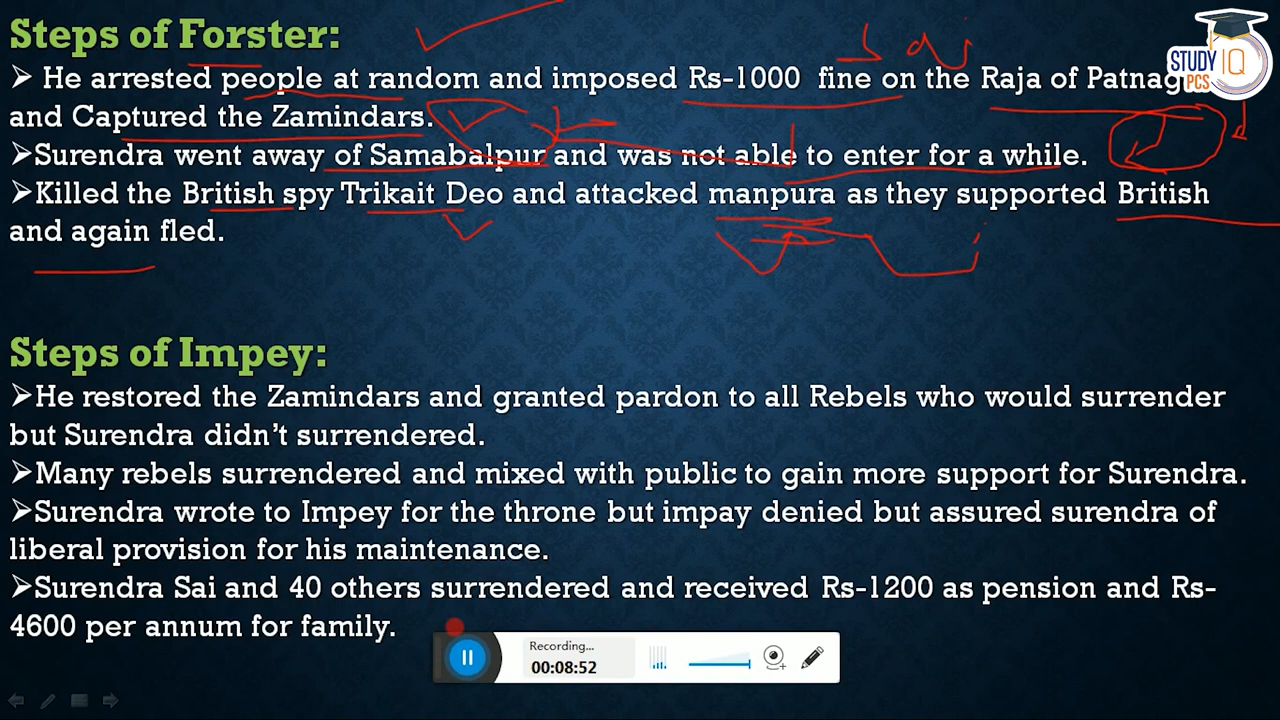 Steps of Forster:
➤ He arrested people at random and imposed Rs-1000 fine on the Raja of Patnag
and Captured the Zamindars.
➤Surendra went away of Samabalpur and was not able to enter for a while.
➤Killed the British spy Trikait Deo and attacked manpura as they supported British
and again fled.
Steps of Impey:
➤He restored the Zamindars and granted pardon to all Rebels who would surrender
but Surendra didn't surrendered.
➤Many rebels surrendered and mixed with public to gain more support for Surendra.
➤Surendra wrote to Impey for the throne but impay denied but assured surendra of
liberal provision for his maintenance.
➤Surendra Sai and 40 others surrendered and received Rs-1200 as pension and Rs-
4600 per annum for family.
STUDY IQ
PCS
Recording...
00:08:52